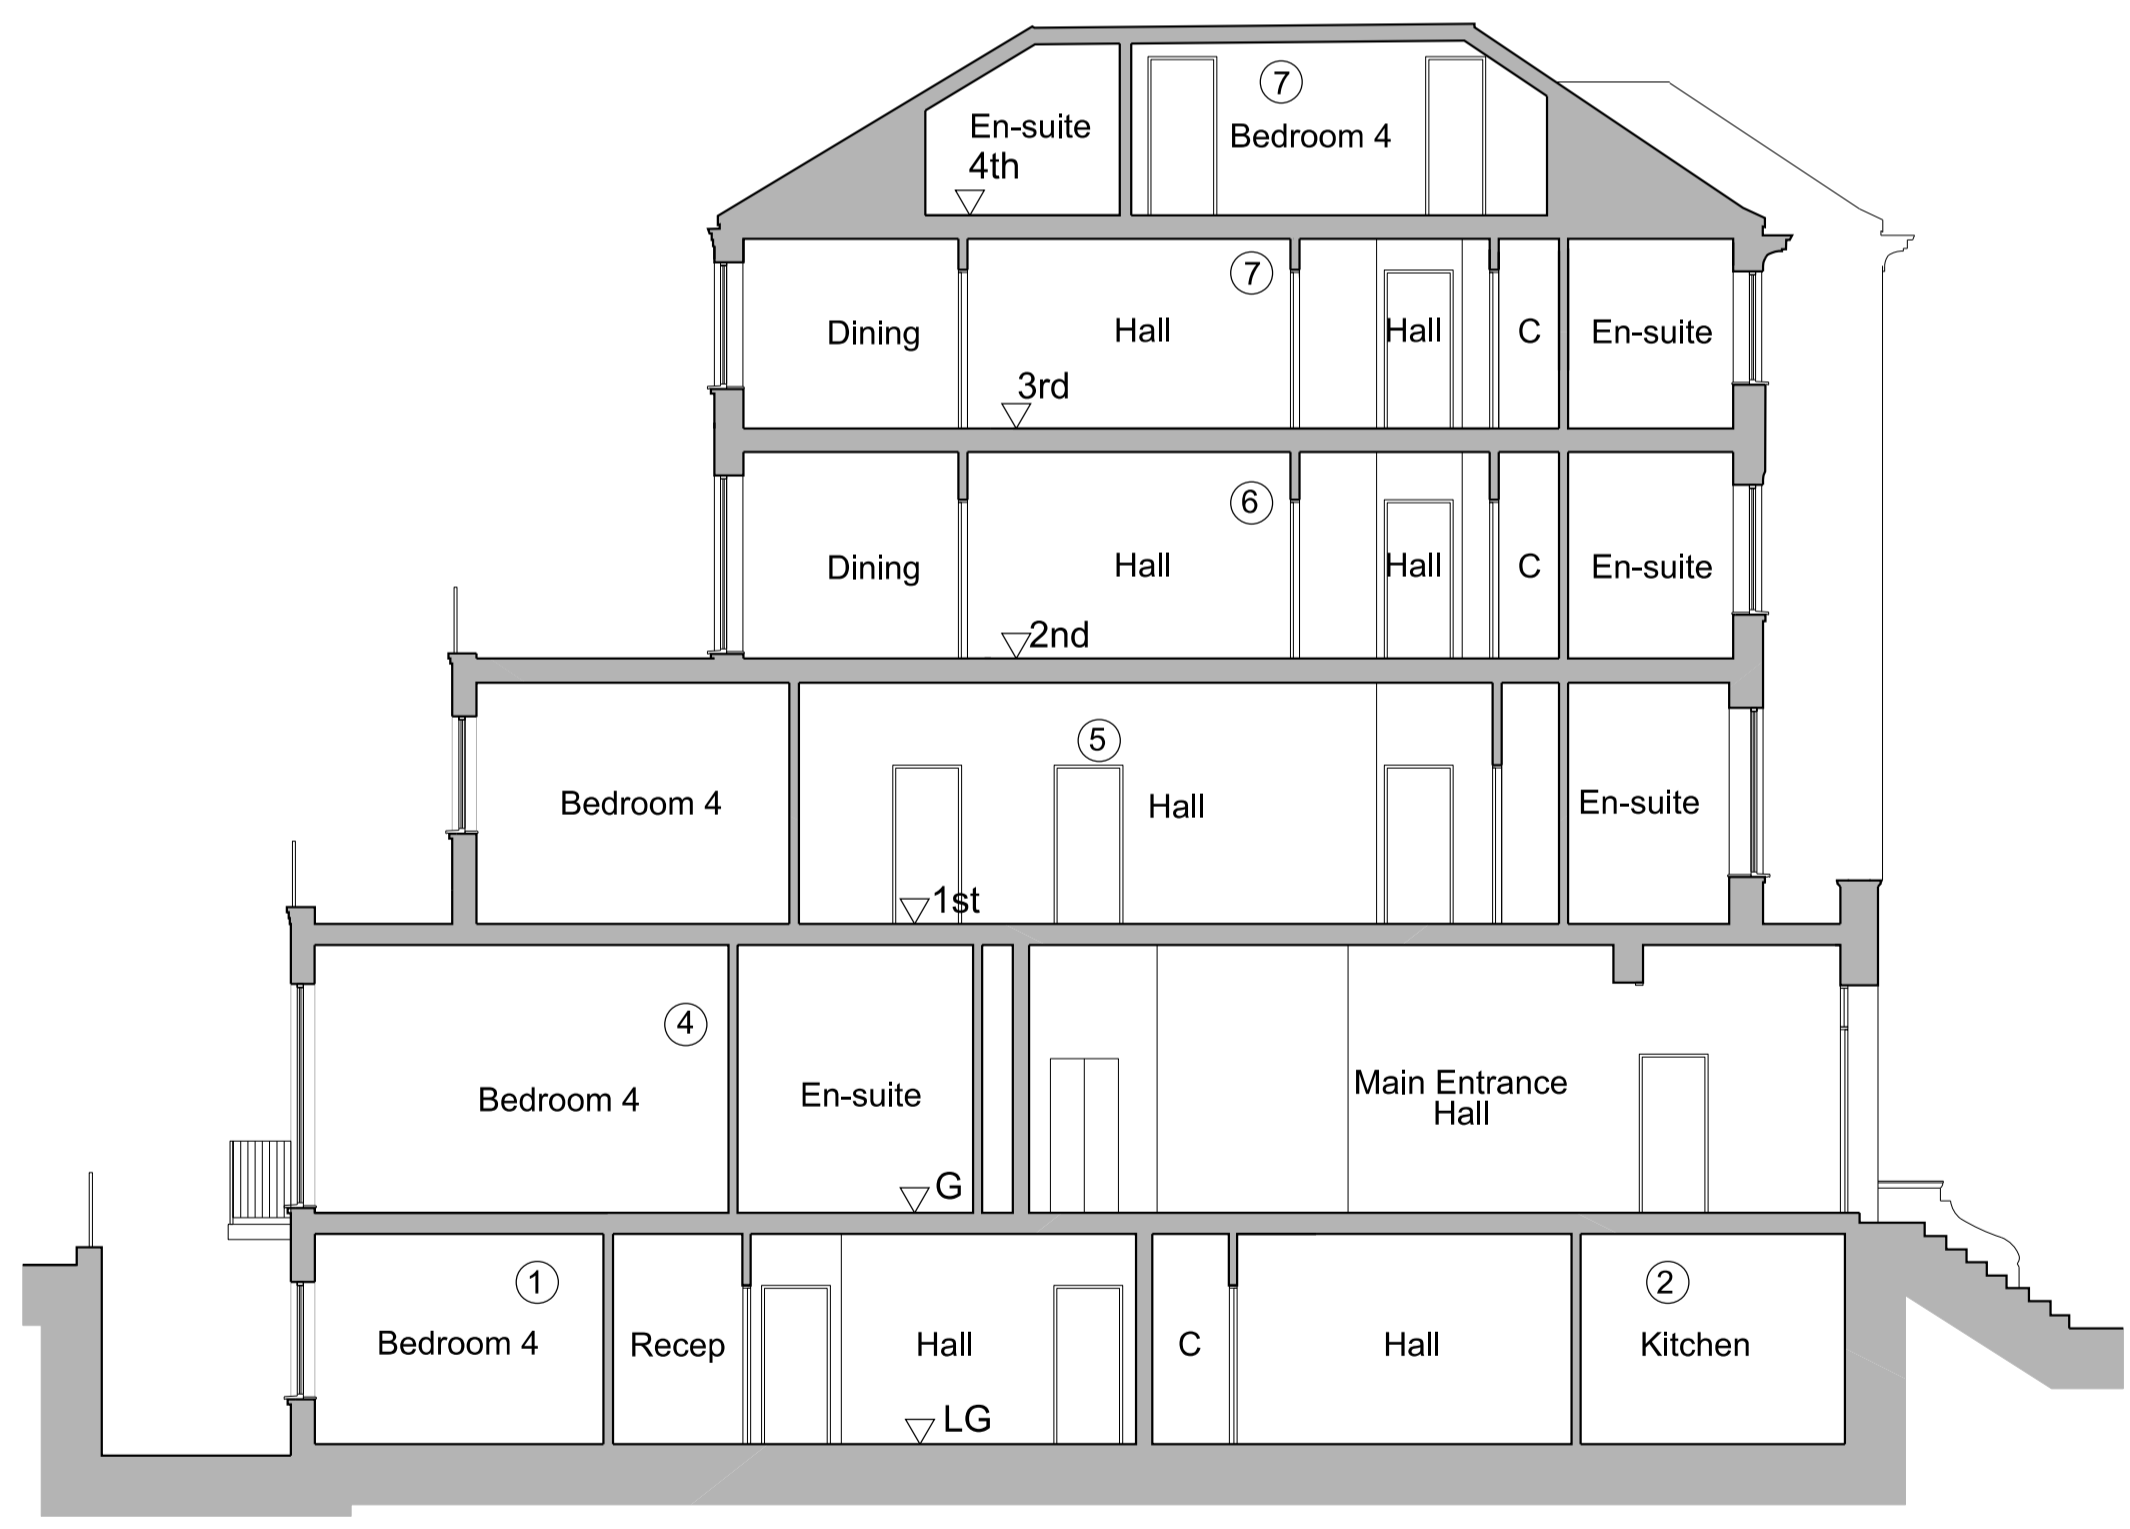 7
En-suite
Bedroom 4
4th
7
Dining
Hall
Hall
C
En-suite
3rd
6
Dining
Hall
Hall
C
En-suite
2nd
5
Bedroom 4
Hall
En-suite
1st
4
Bedroom 4
En-suite
Main Entrance
Hall
G
1
2
Bedroom 4
Recep
Hall
C
Hall
Kitchen
LG